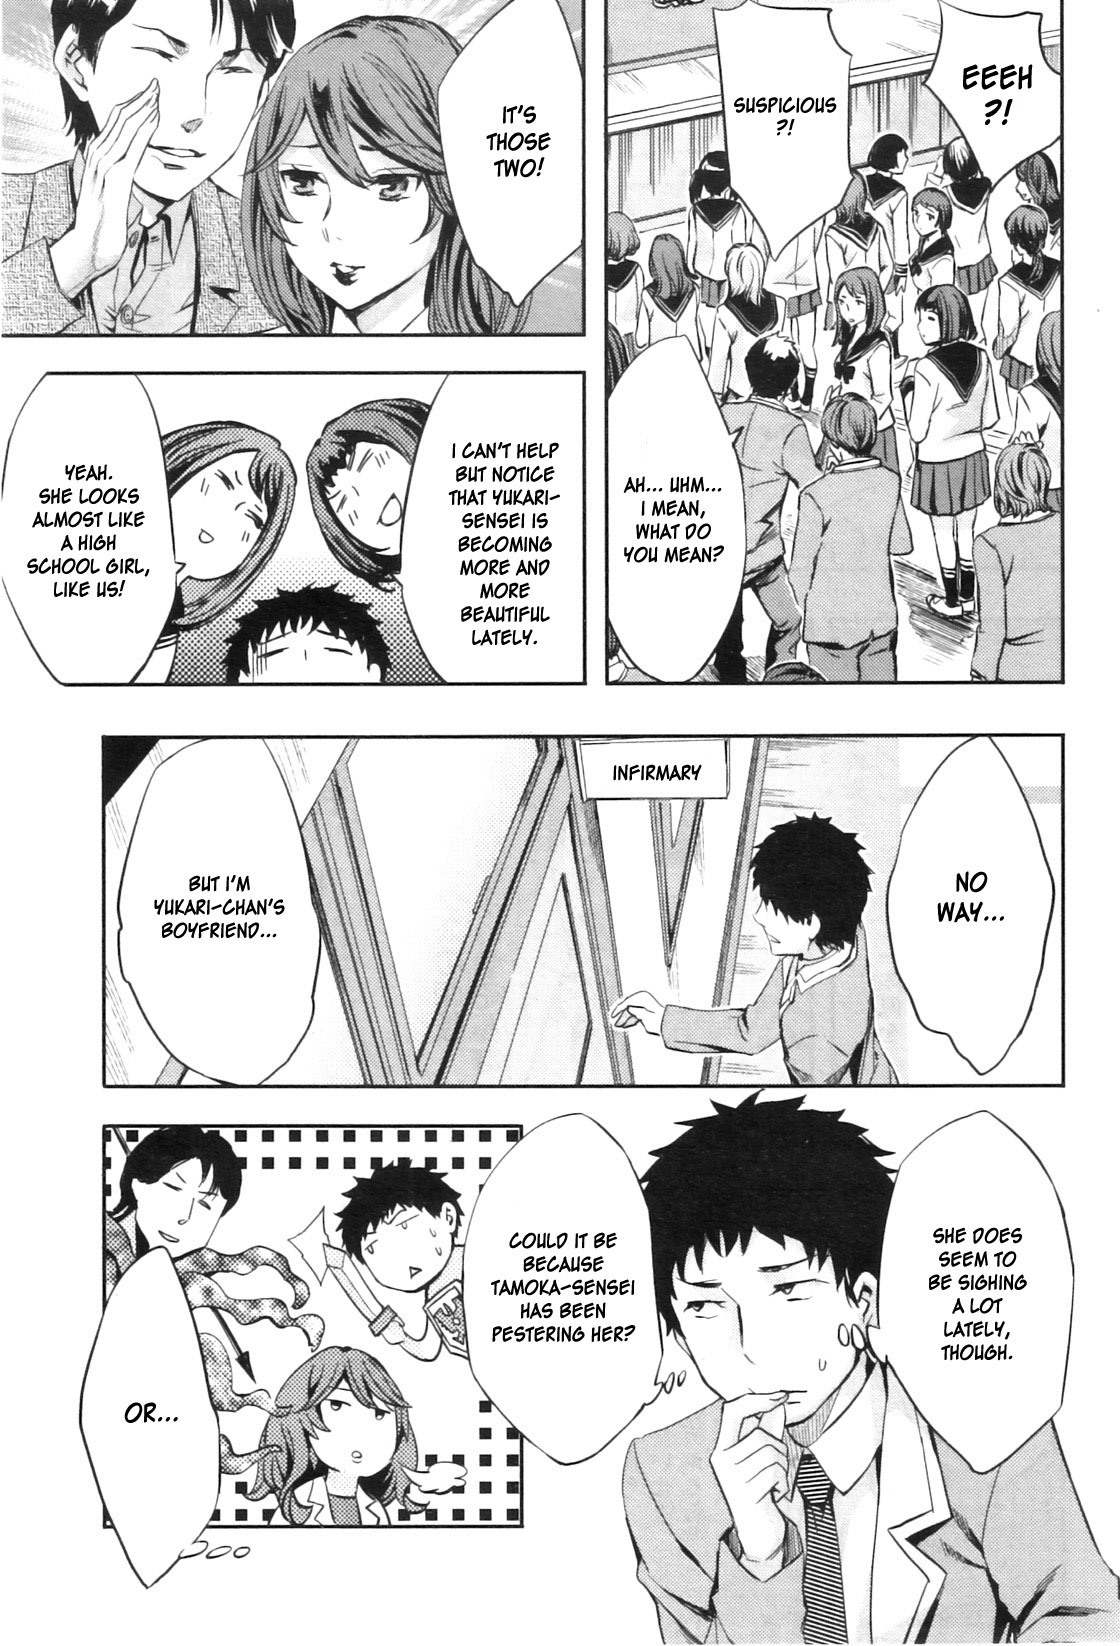 EEEH
?!
SUSPICIOUS
?!
AH... UHM...
I MEAN,
WHAT DO
YOU MEAN?
IT'S
THOSE
TWO!
I CAN'T HELP
BUT NOTICE
THAT YUKARI-
SENSEI IS
BECOMING
MORE AND
MORE
BEAUTIFUL
LATELY.
YEAH.
SHE LOOKS
ALMOST LIKE
A HIGH
SCHOOL GIRL,
LIKE US!
NO
WAY...
INFIRMARY
BUT I'M
YUKARI-CHAN'S
BOYFRIEND...
SHE DOES
SEEM TO
BE SIGHING
A LOT
LATELY,
THOUGH.
COULD IT BE
BECAUSE
TAMOKA-SENSEI
HAS BEEN
PESTERING HER?
OR...